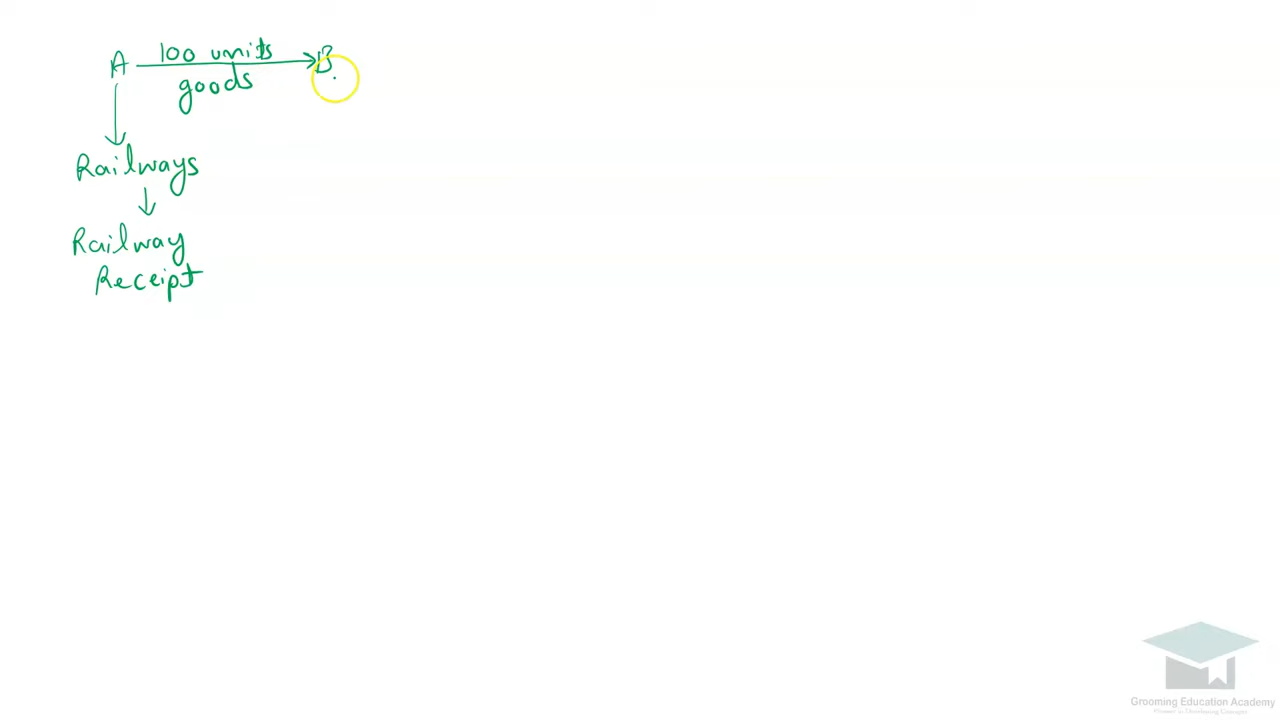 A 100 units B
goods
Railways
Railway
Receipt
Grooming Education Academy